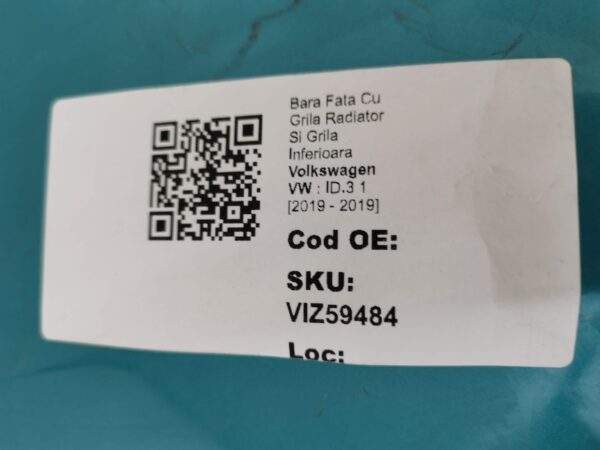 Bara Fata Cu
Grila Radiator
Si Grila
Inferioara
Volkswagen
VW : ID.3 1
[2019 - 2019]
Cod OE:
SKU:
VIZ59484
Loc: